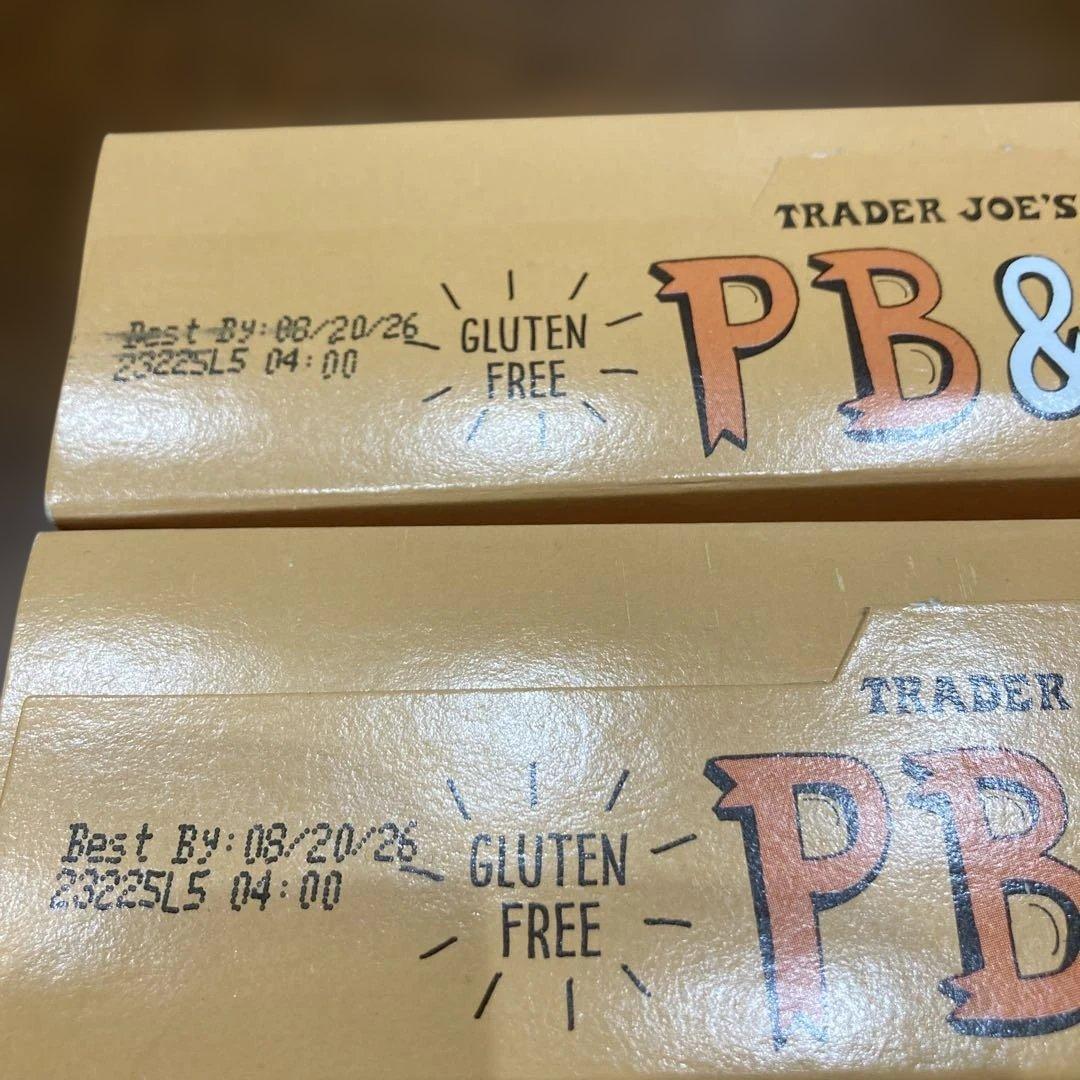 TRADER JOE'S
PB&
Best By: 08/20/26
23225L5 04:00
GLUTEN
FREE
TRADER
PB
Best By: 08/20/26
23225L5 04:00
GLUTEN
FREE